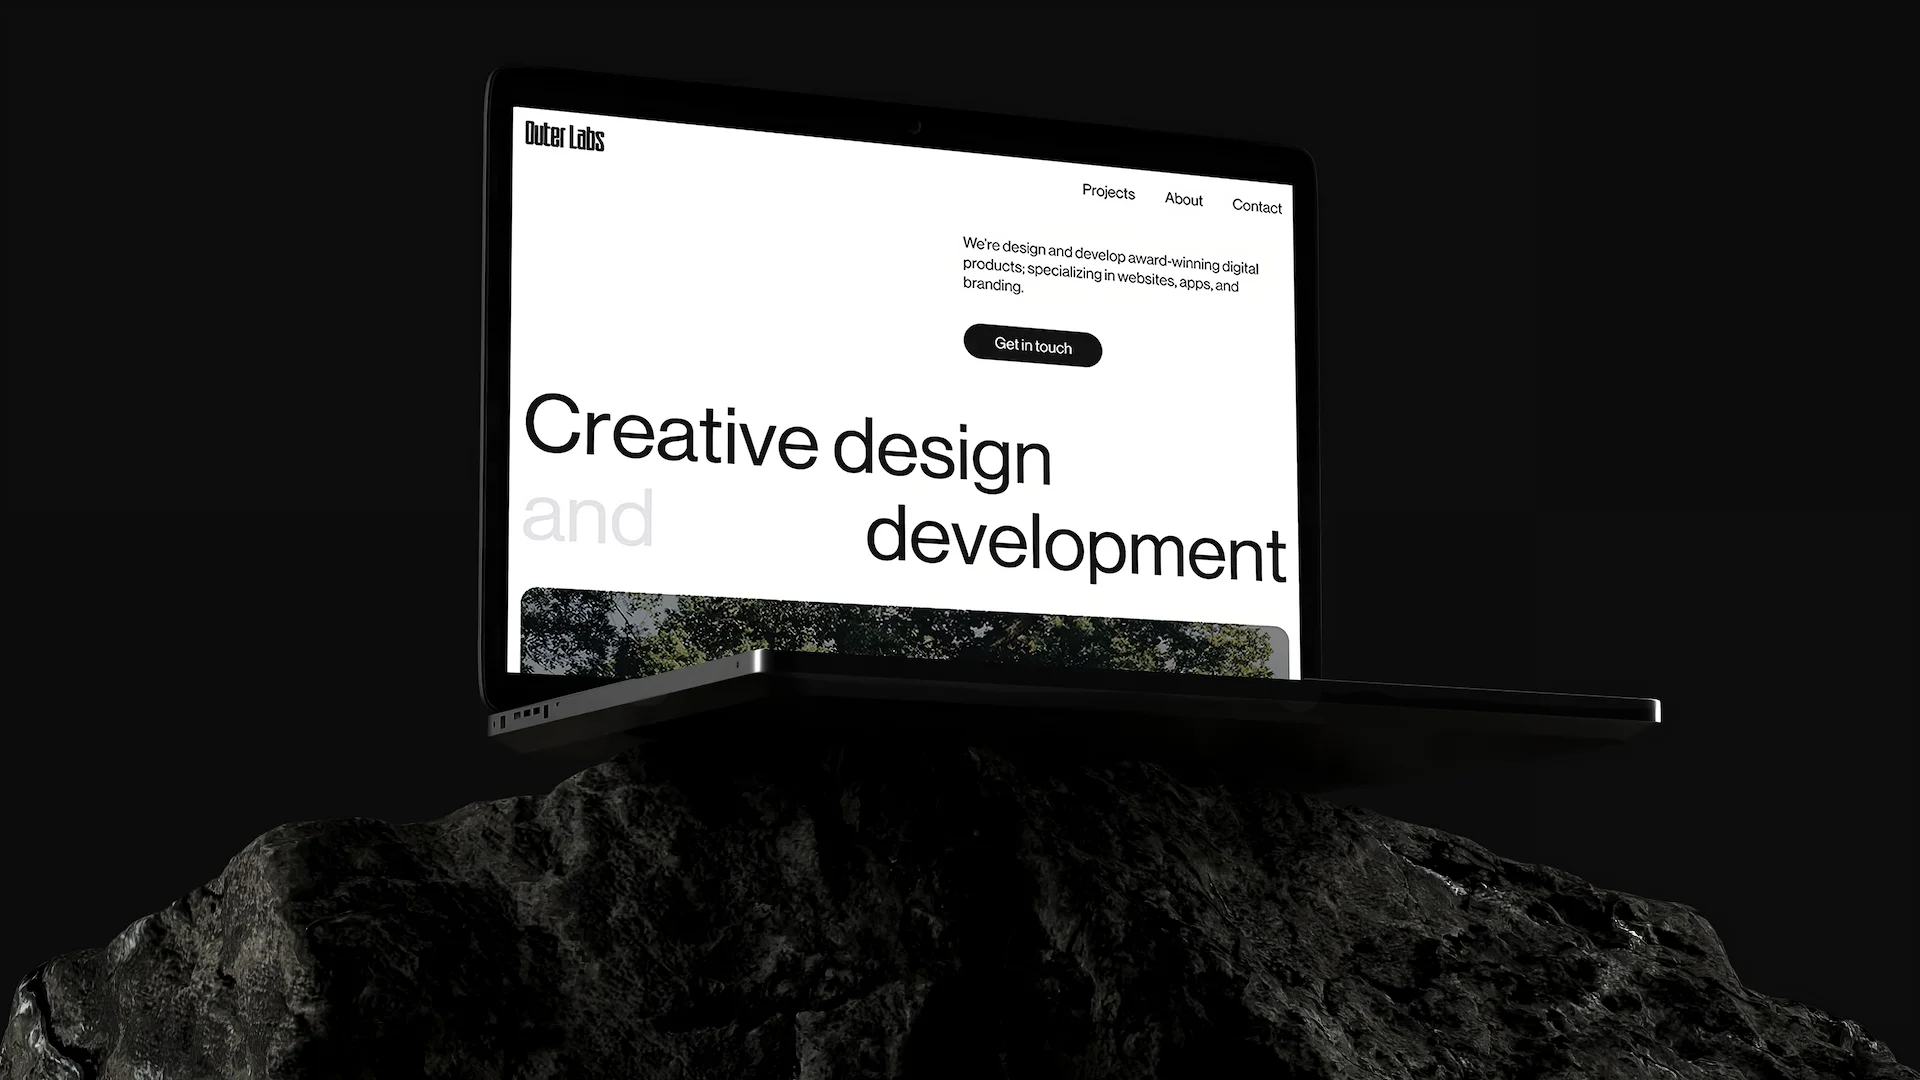 Outer Labs
Projects About Contact
We're design and develop award-winning digital
products; specializing in websites, apps, and
branding.
Get in touch
Creative design
and development